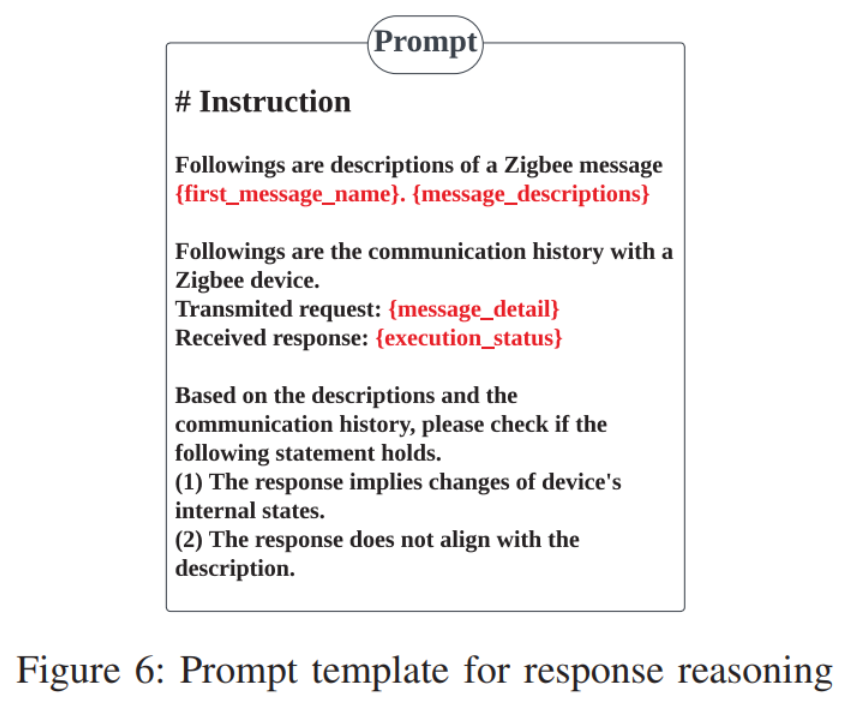 Prompt
# Instruction
Followings are descriptions of a Zigbee message
{first_message_name}. {message_descriptions}
Followings are the communication history with a
Zigbee device.
Transmited request: {message_detail}
Received response: {execution_status}
Based on the descriptions and the
communication history, please check if the
following statement holds.
(1) The response implies changes of device's
internal states.
(2) The response does not align with the
description.
Figure 6: Prompt template for response reasoning